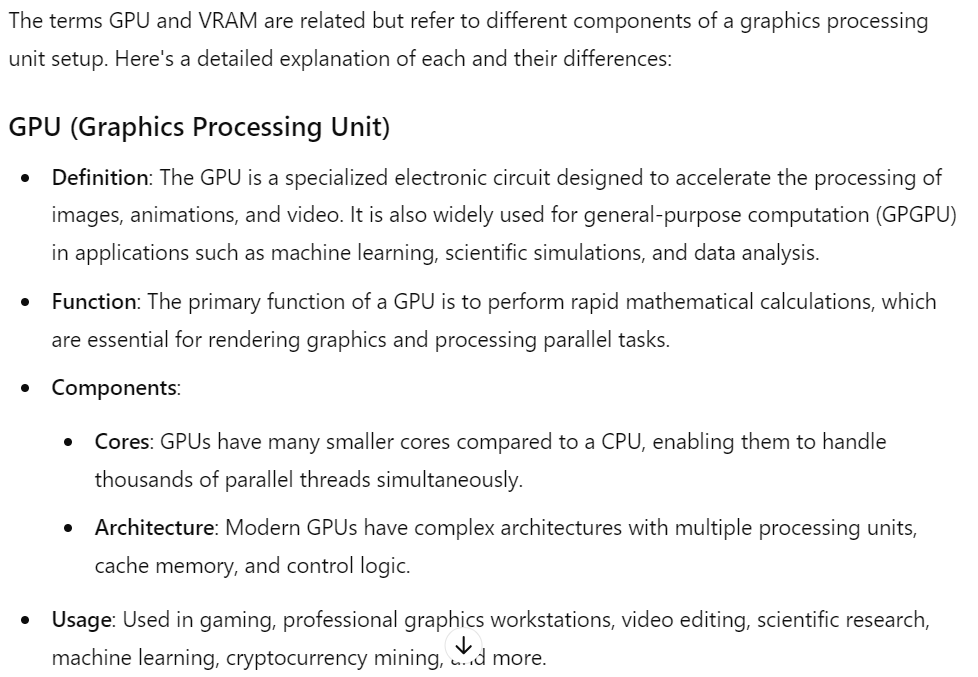 The terms GPU and VRAM are related but refer to different components of a graphics processing
unit setup. Here's a detailed explanation of each and their differences:
GPU (Graphics Processing Unit)
Definition: The GPU is a specialized electronic circuit designed to accelerate the processing of
images, animations, and video. It is also widely used for general-purpose computation (GPGPU)
in applications such as machine learning, scientific simulations, and data analysis.
Function: The primary function of a GPU is to perform rapid mathematical calculations, which
are essential for rendering graphics and processing parallel tasks.
Components:
Cores: GPUs have many smaller cores compared to a CPU, enabling them to handle
thousands of parallel threads simultaneously.
Architecture: Modern GPUs have complex architectures with multiple processing units,
cache memory, and control logic.
Usage: Used in gaming, professional graphics workstations, video editing, scientific research,
machine learning, cryptocurrency mining, and more.